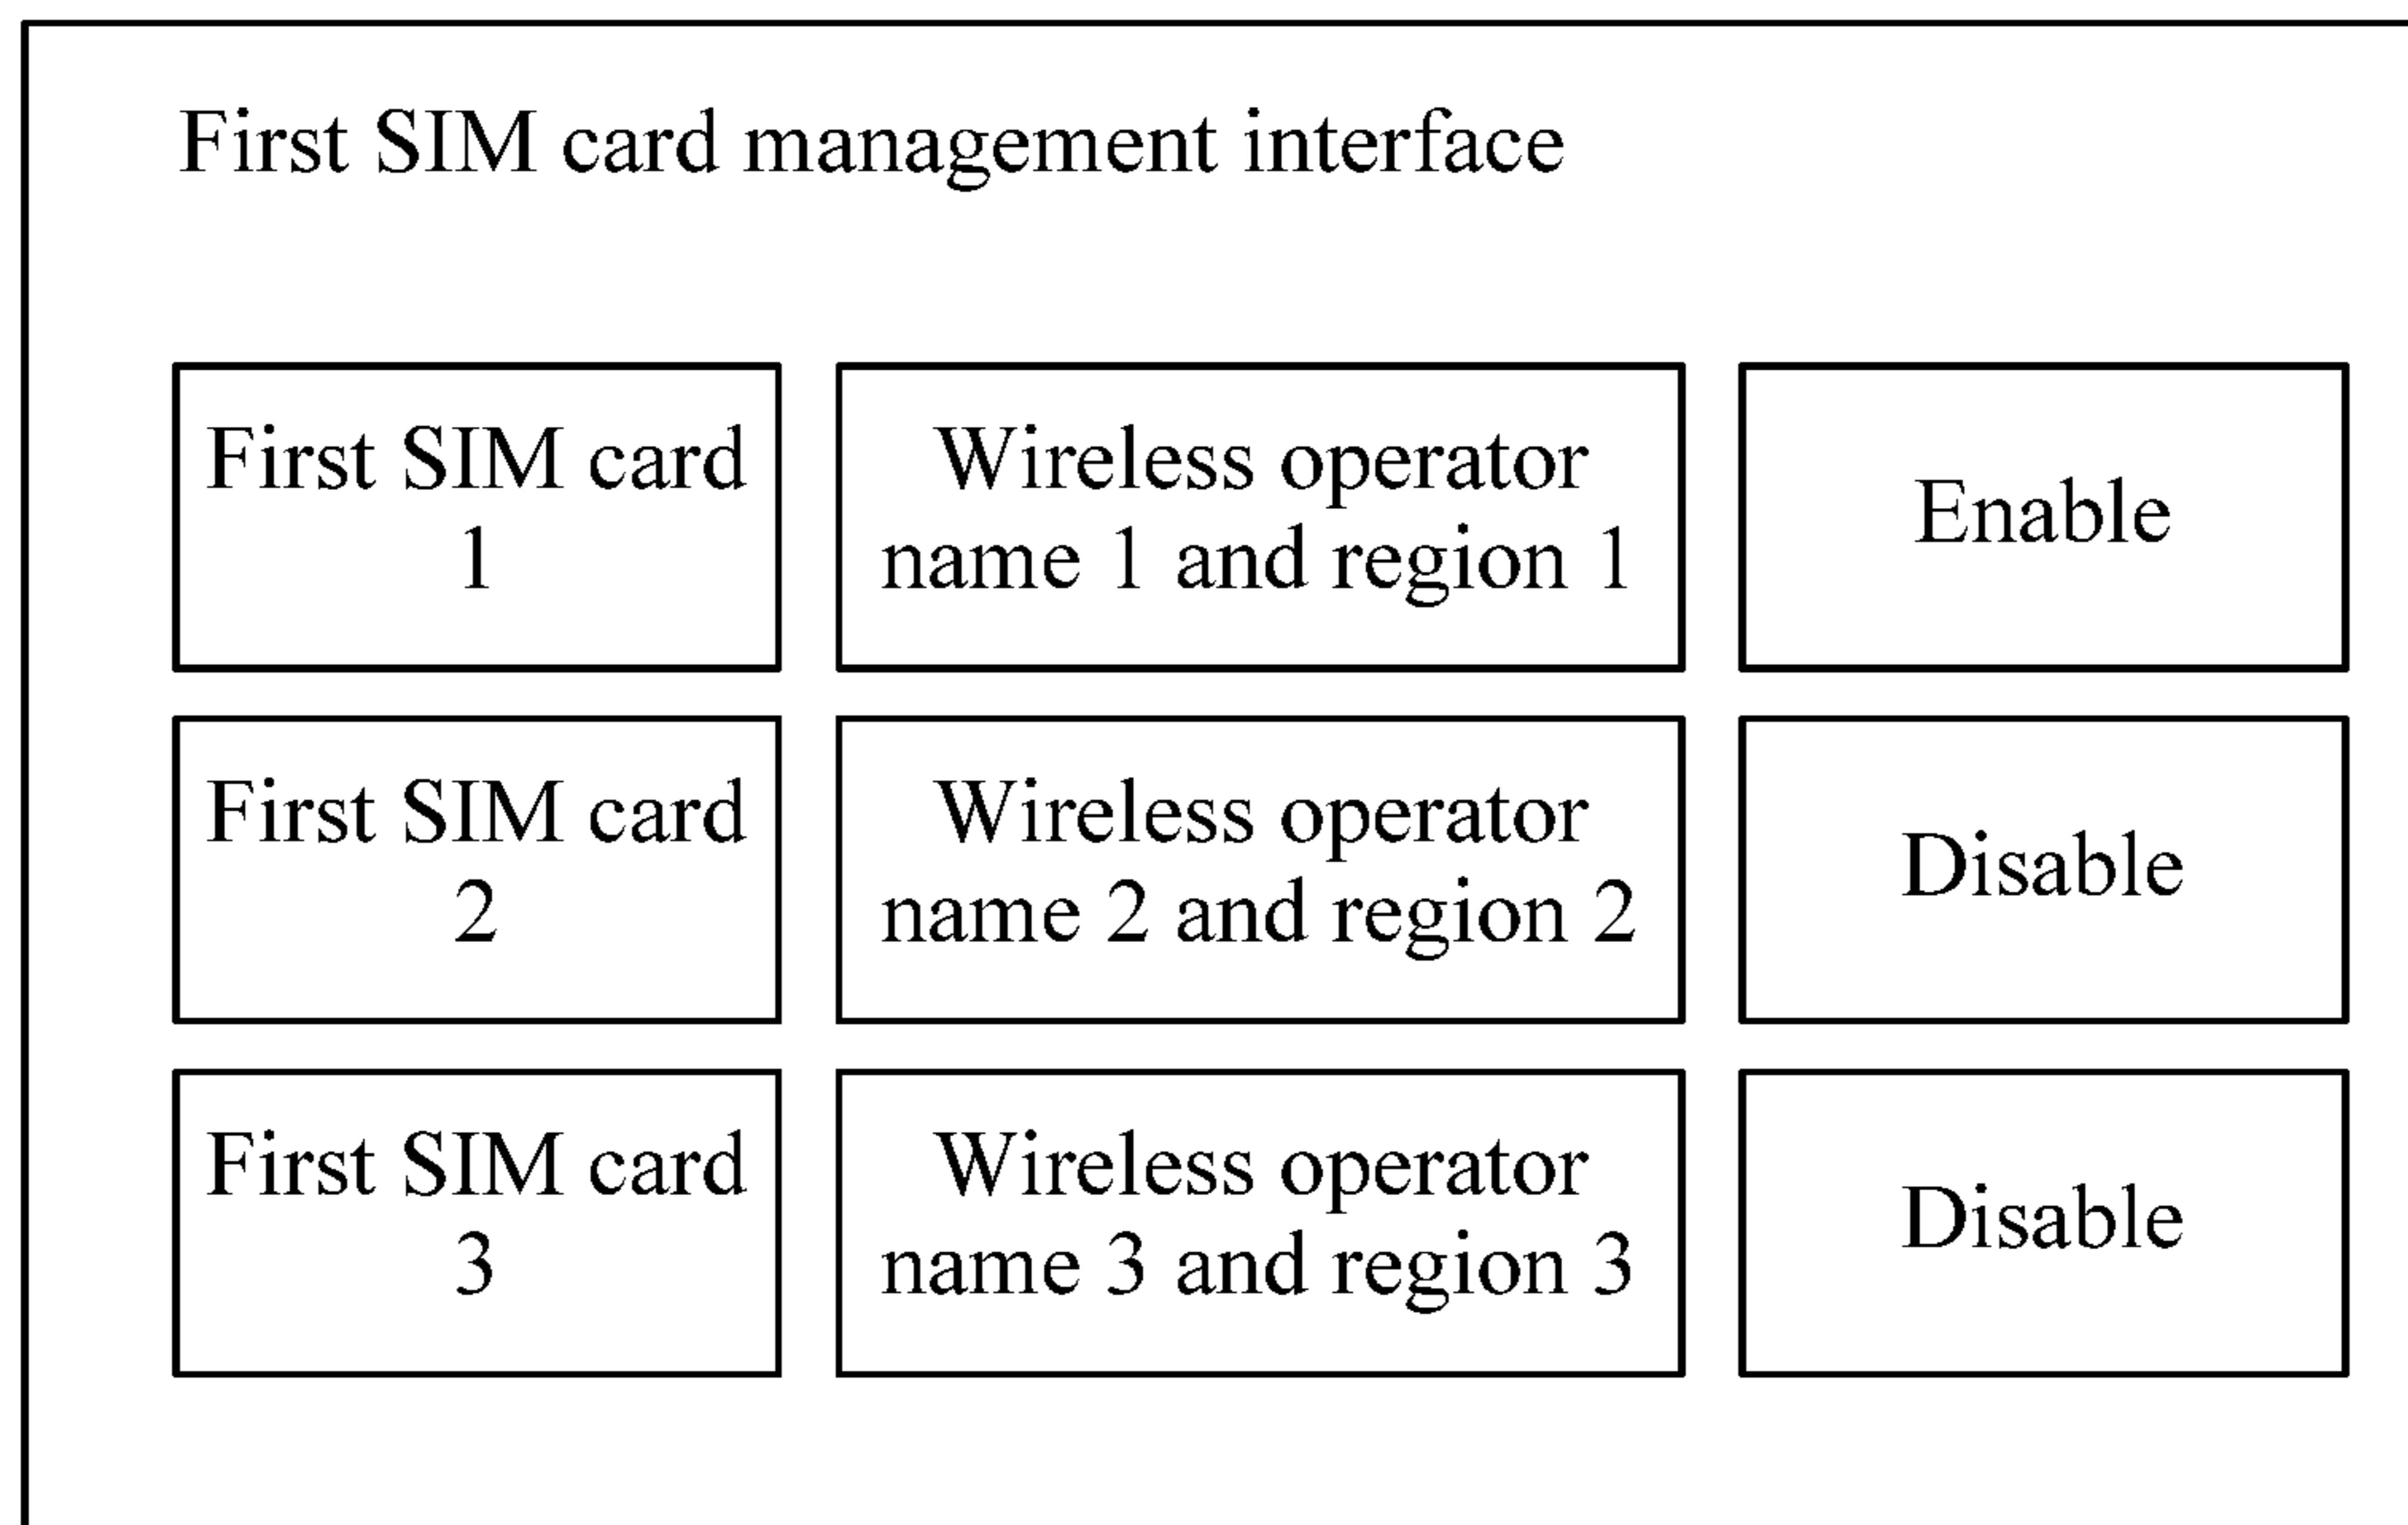 First SIM card management interface
First SIM card
1
Wireless operator
name 1 and region 1
Enable
First SIM card
2
Wireless operator
name 2 and region 2
Disable
First SIM card
3
Wireless operator
name 3 and region 3
Disable